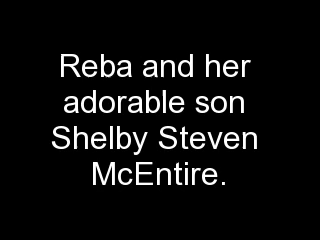 Reba and her
adorable son
Shelby Steven
McEntire.